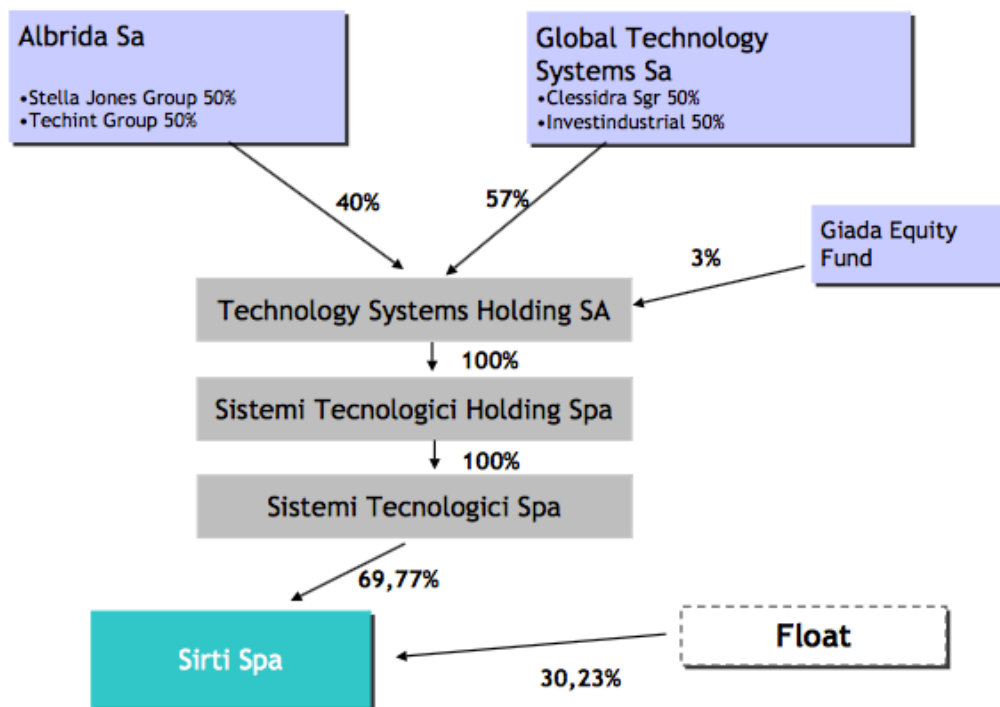 Albrida Sa
•Stella Jones Group 50%
•Techint Group 50%
Global Technology
Systems Sa
•Clessidra Sgr 50%
•Investindustrial 50%
40%
57%
Giada Equity
Fund
3%
Technology Systems Holding SA
100%
Sistemi Tecnologici Holding Spa
100%
Sistemi Tecnologici Spa
69,77%
Sirti Spa
Float
30,23%